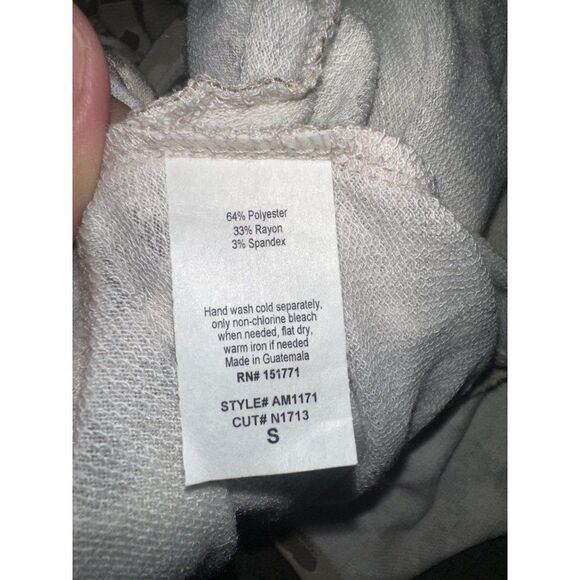 64% Polyester
33% Rayon
3% Spandex
Hand wash cold separately,
only non-chlorine bleach
when needed, flat dry,
warm iron if needed
Made in Guatemala
RN# 151771
STYLE# AM1171
CUT# N1713
S